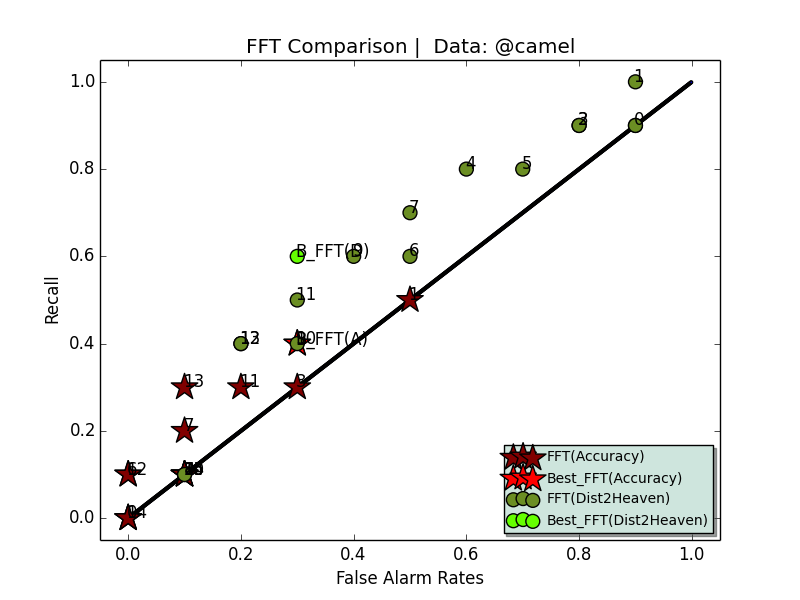 FFT Comparison |  Data: @camel
1.0
0.8
0.6
0.4
0.2
0.0
Recall
1
0
4
5
7
B_FFT(D)
6
11
B_FFT(A)
1
13
11
3
7
FFT(Accuracy)
Best_FFT(Accuracy)
FFT(Dist2Heaven)
Best_FFT(Dist2Heaven)
0.0
0.2
0.4
0.6
0.8
1.0
False Alarm Rates